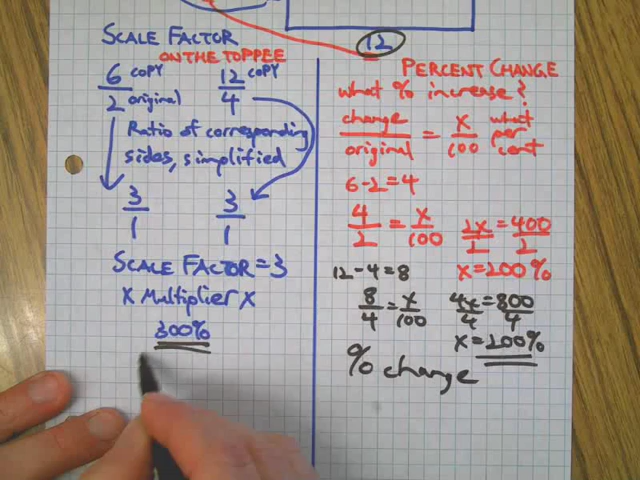 12
SCALE FACTOR
ON THE TOPPEE
6 COPY 12 COPY
2 original 4
Ratio of corresponding
sides, simplified
3 3
1 1
SCALE FACTOR = 3
x Multiplier x
300%
PERCENT CHANGE
What % increase?
change = x what
original 100 per
cent
6-2=4
4 = x 2x = 400
2 100 2 2
x=200%
12-4=8
8 = x 4x = 800
4 100 4 4
x=200%
% change